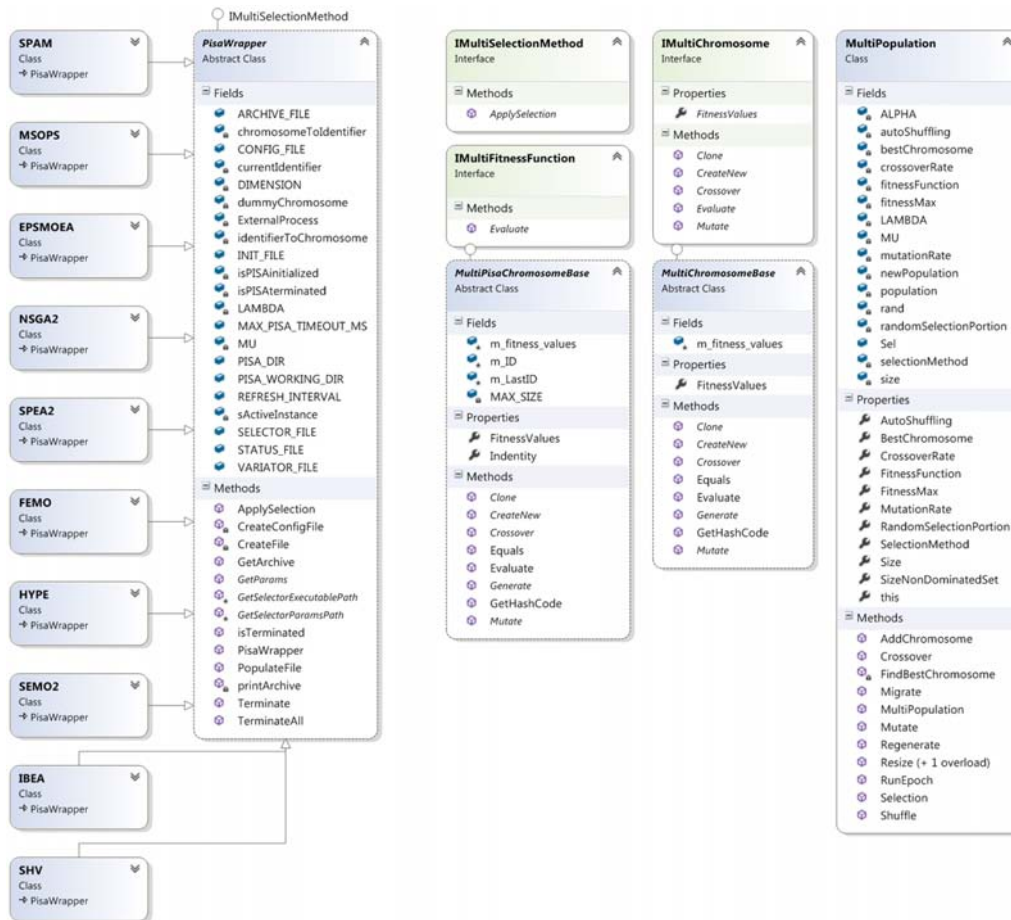 IMultiSelectionMethod
SPAM
Class
PisaWrapper
MSOPS
Class
PisaWrapper
EPSMOEA
Class
PisaWrapper
NSGA2
Class
PisaWrapper
SPEA2
Class
PisaWrapper
FEMO
Class
PisaWrapper
HYPE
Class
PisaWrapper
SEMO2
Class
PisaWrapper
IBEA
Class
PisaWrapper
SHV
Class
PisaWrapper
PisaWrapper
Abstract Class
Fields
ARCHIVE_FILE
chromosomeToIdentifier
CONFIG_FILE
currentIdentifier
DIMENSION
dummyChromosome
ExternalProcess
identifierToChromosome
INIT_FILE
isPISAinitialized
isPISAterminated
LAMBDA
MAX_PISA_TIMEOUT_MS
MU
PISA_DIR
PISA_WORKING_DIR
REFRESH_INTERVAL
sActiveInstance
SELECTOR_FILE
STATUS_FILE
VARIATOR_FILE
Methods
ApplySelection
CreateConfigFile
CreateFile
GetArchive
GetParams
GetSelectorExecutablePath
GetSelectorParamsPath
isTerminated
PisaWrapper
PopulateFile
printArchive
Terminate
TerminateAll
IMultiSelectionMethod
Interface
Methods
ApplySelection
IMultiFitnessFunction
Interface
Methods
Evaluate
MultiPisaChromosomeBase
Abstract Class
Fields
m_fitness_values
m_ID
m_LastID
MAX_SIZE
Properties
FitnessValues
Indentity
Methods
Clone
CreateNew
Crossover
Equals
Evaluate
Generate
GetHashCode
Mutate
IMultiChromosome
Interface
Properties
FitnessValues
Methods
Clone
CreateNew
Crossover
Evaluate
Mutate
MultiChromosomeBase
Abstract Class
Fields
m_fitness_values
Properties
FitnessValues
Methods
Clone
CreateNew
Crossover
Equals
Evaluate
Generate
GetHashCode
Mutate
MultiPopulation
Class
Fields
ALPHA
autoShuffling
bestChromosome
crossoverRate
fitnessFunction
fitnessMax
LAMBDA
MU
mutationRate
newPopulation
population
rand
randomSelectionPortion
Sel
selectionMethod
size
Properties
AutoShuffling
BestChromosome
CrossoverRate
FitnessFunction
FitnessMax
MutationRate
RandomSelectionPortion
SelectionMethod
Size
SizeNonDominatedSet
this
Methods
AddChromosome
Crossover
FindBestChromosome
Migrate
MultiPopulation
Mutate
Regenerate
Resize (+ 1 overload)
RunEpoch
Selection
Shuffle